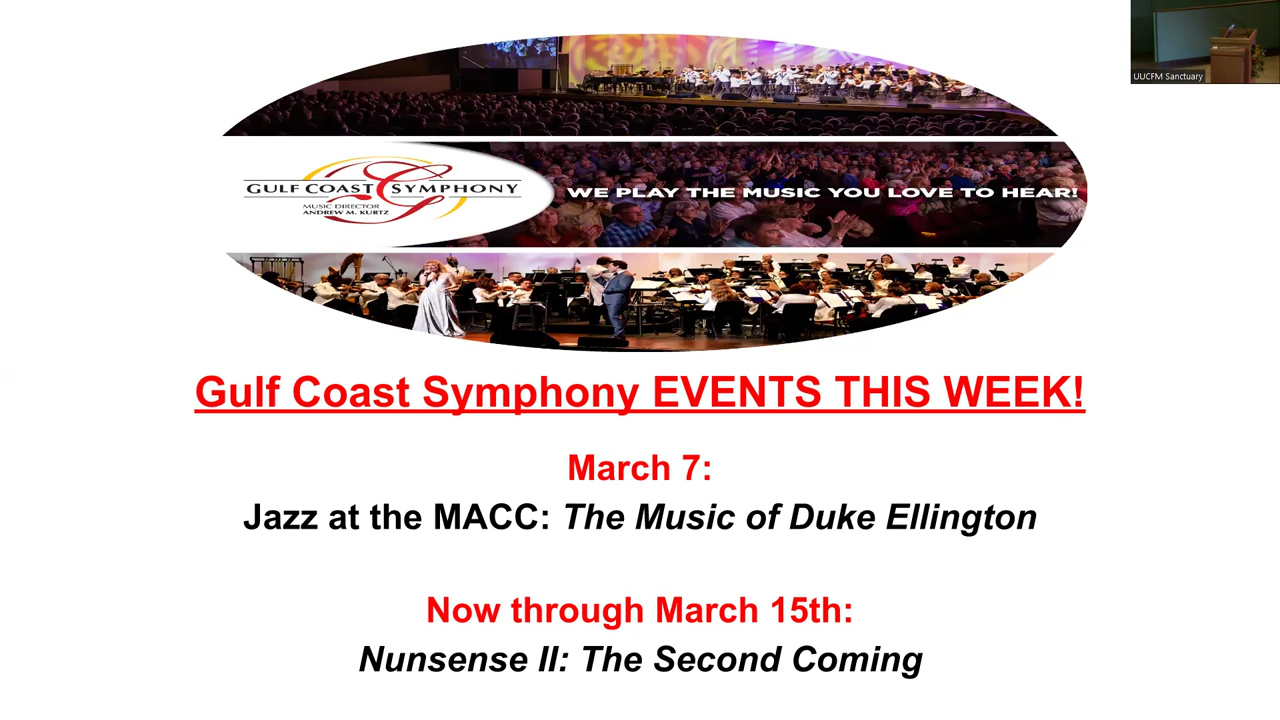 UUCFM Sanctuary
GULF COAST SYMPHONY
MUSIC DIRECTOR
ANDREW M. KURTZ
WE PLAY THE MUSIC YOU LOVE TO HEAR!
Gulf Coast Symphony EVENTS THIS WEEK!
March 7:
Jazz at the MACC: The Music of Duke Ellington
Now through March 15th:
Nunsense II: The Second Coming